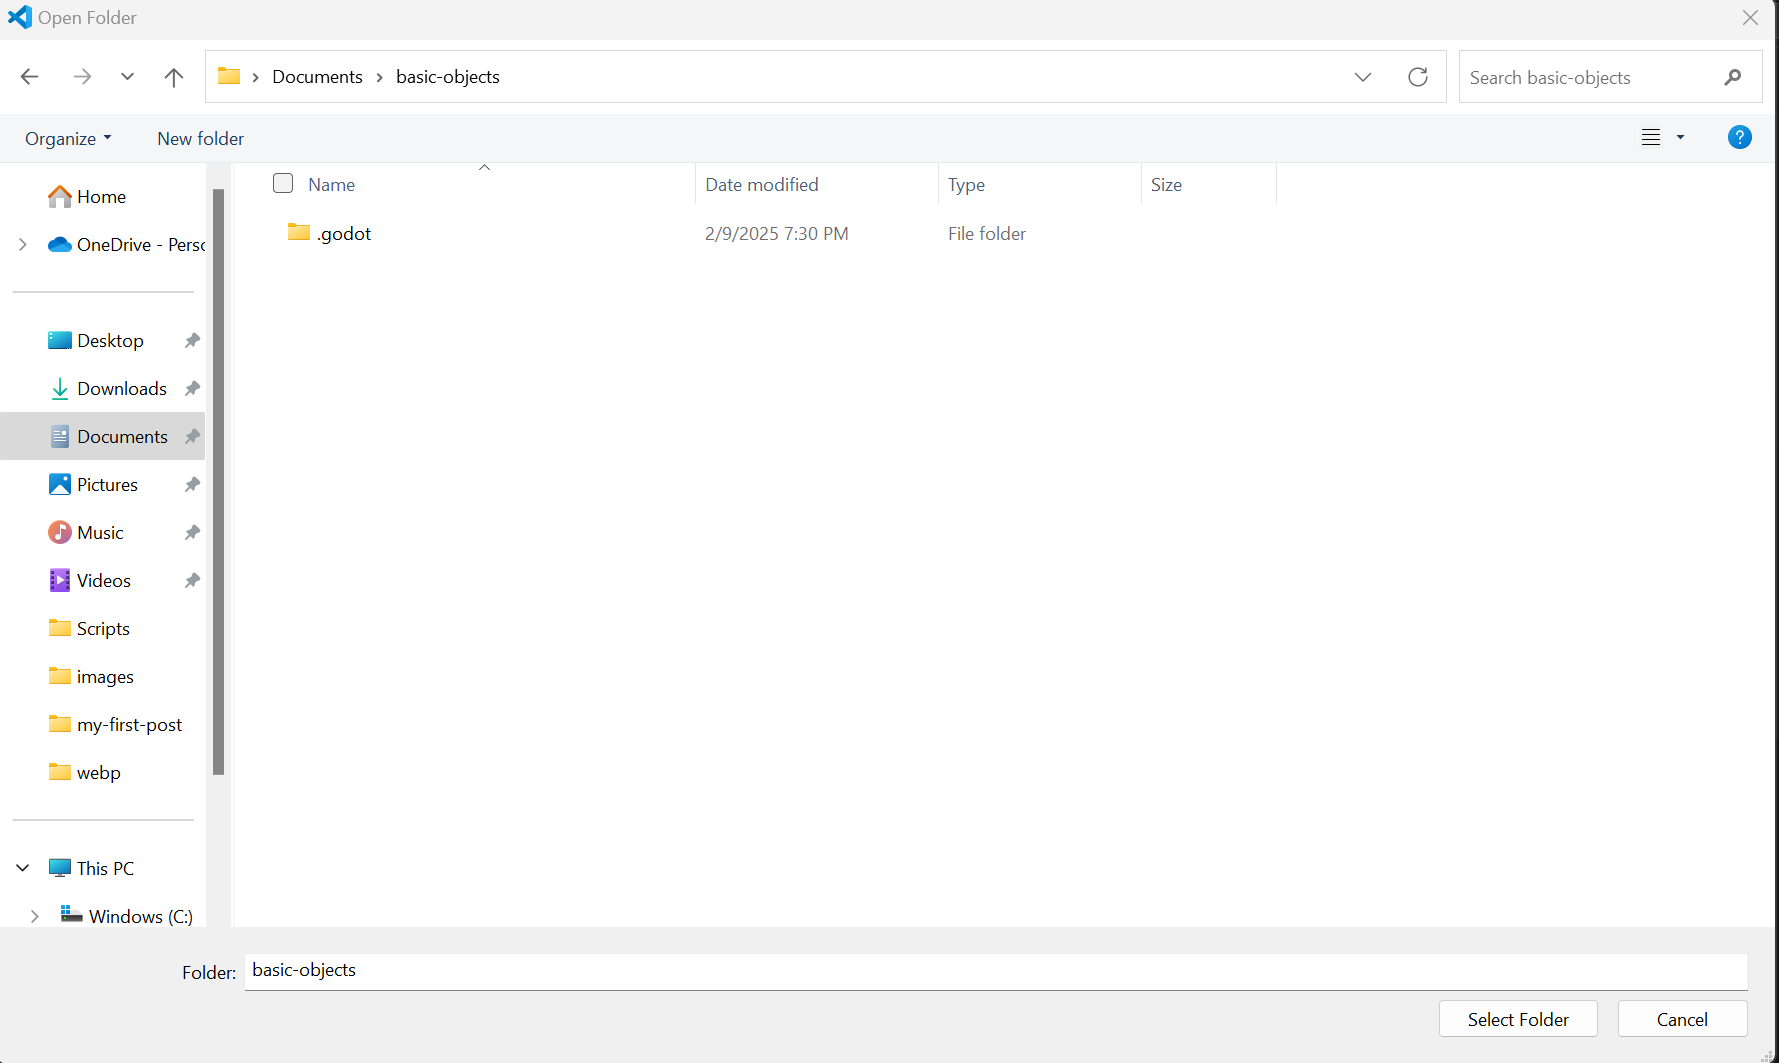 Open Folder
Documents > basic-objects
Search basic-objects
Organize
New folder
Name
Date modified
Type
Size
.godot
2/9/2025 7:30 PM
File folder
Home
OneDrive - Perso
Desktop
Downloads
Documents
Pictures
Music
Videos
Scripts
images
my-first-post
webp
This PC
Windows (C:)
Folder: basic-objects
Select Folder
Cancel